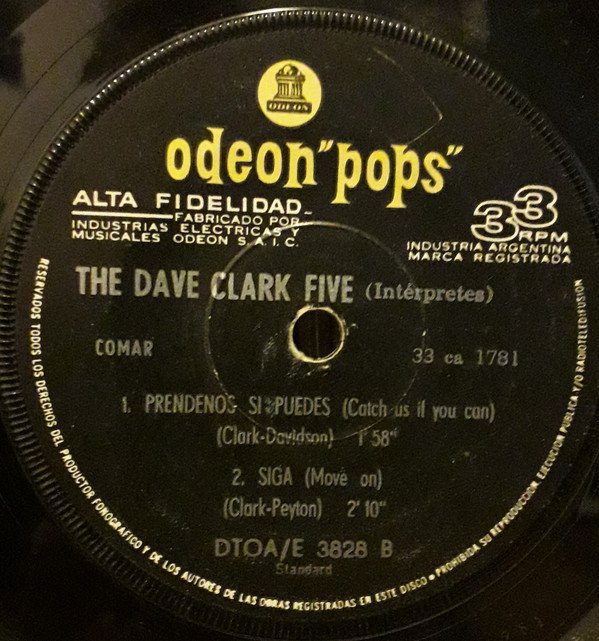 ODEON
odeon "pops"
ALTA FIDELIDAD
FABRICADO POR
INDUSTRIAS ELECTRICAS Y
MUSICALES ODEON S.A.I.C.
33
RPM
INDUSTRIA ARGENTINA
MARCA REGISTRADA
THE DAVE CLARK FIVE (Intérpretes)
COMAR
33 ca 1781
1. PRENDENOS SI PUEDES (Catch us if you can)
(Clark-Davidson) 1'58"
2. SIGA (Move on)
(Clark-Peyton) 2'10"
DTOA/E 3828 B
Standard
RESERVADOS TODOS LOS DERECHOS DEL PRODUCTOR FONOGRAFICO Y DE LOS AUTORES DE LAS OBRAS REGISTRADAS EN ESTE DISCO • PROHIBIDA SU REPRODUCCION, EJECUCION PUBLICA Y/O RADIOTELEDIFUSION